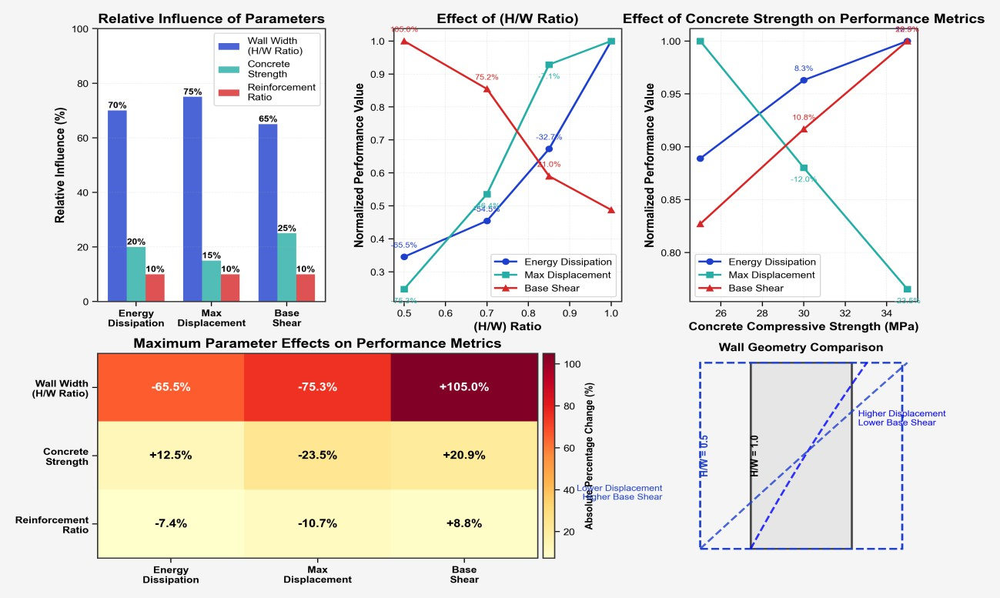 Relative Influence of Parameters
100
80
60
40
20
0
Relative Influence (%)
Wall Width
(H/W Ratio)
Concrete
Strength
Reinforcement
Ratio
70%
20%
10%
75%
15%
10%
65%
25%
10%
Energy
Dissipation
Max
Displacement
Base
Shear
Effect of (H/W Ratio)
1.0
0.9
0.8
0.7
0.6
0.5
0.4
0.3
Normalized Performance Value
105.0%
75.2%
-7.1%
-32.7%
21.0%
-46.4%
-54.5%
-65.5%
-75.3%
Energy Dissipation
Max Displacement
Base Shear
0.5
0.6
0.7
0.8
0.9
1.0
(H/W) Ratio
Effect of Concrete Strength on Performance Metrics
1.00
0.95
0.90
0.85
0.80
Normalized Performance Value
20.9%
8.3%
10.8%
-12.0%
-23.5%
Energy Dissipation
Max Displacement
Base Shear
26
28
30
32
34
Concrete Compressive Strength (MPa)
Maximum Parameter Effects on Performance Metrics
Wall Width
(H/W Ratio)
-65.5%
-75.3%
+105.0%
Concrete
Strength
+12.5%
-23.5%
+20.9%
Reinforcement
Ratio
-7.4%
-10.7%
+8.8%
Energy
Dissipation
Max
Displacement
Base
Shear
100
80
60
40
20
Absolute Percentage Change (%)
Wall Geometry Comparison
Higher Displacement
Lower Base Shear
H/W = 0.5
H/W = 1.0
Lower Displacement
Higher Base Shear